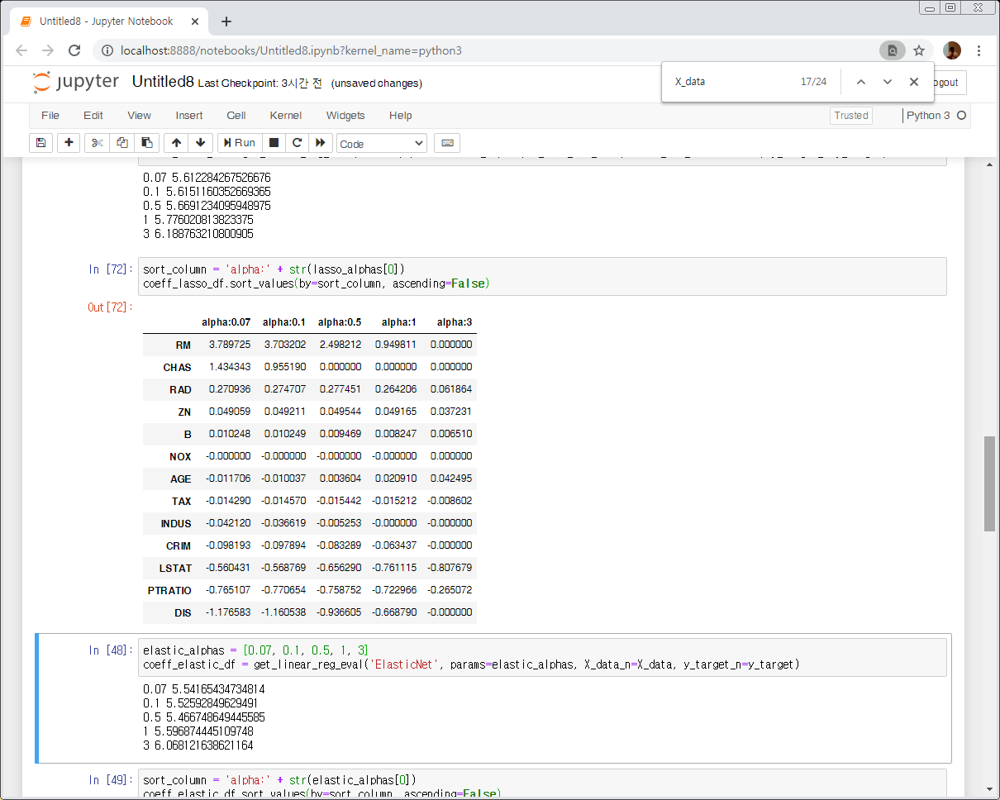 Untitled8 - Jupyter Notebook
localhost:8888/notebooks/Untitled8.ipynb?kernel_name=python3
jupyter Untitled8 Last Checkpoint: 3시간 전 (unsaved changes)
X_data 17/24
File Edit View Insert Cell Kernel Widgets Help Trusted Python 3
Run Code
0.07 5.612284267526676
0.1 5.6151160352669365
0.5 5.6691234095948975
1 5.776020813823375
3 6.188763210800905
In [72]: sort_column = 'alpha:' + str(lasso_alphas[0])
coeff_lasso_df.sort_values(by=sort_column, ascending=False)
Out[72]:
alpha:0.07 alpha:0.1 alpha:0.5 alpha:1 alpha:3
RM 3.789725 3.703202 2.498212 0.949811 0.000000
CHAS 1.434343 0.955190 0.000000 0.000000 0.000000
RAD 0.270936 0.274707 0.277451 0.264206 0.061864
ZN 0.049059 0.049211 0.049544 0.049165 0.037231
B 0.010248 0.010249 0.009469 0.008247 0.006510
NOX -0.000000 -0.000000 -0.000000 -0.000000 0.000000
AGE -0.011706 -0.010037 0.003604 0.020910 0.042495
TAX -0.014290 -0.014570 -0.015442 -0.015212 -0.008602
INDUS -0.042120 -0.036619 -0.005253 -0.000000 -0.000000
CRIM -0.098193 -0.097894 -0.083289 -0.063437 -0.000000
LSTAT -0.560431 -0.568769 -0.656290 -0.761115 -0.807679
PTRATIO -0.765107 -0.770654 -0.758752 -0.722966 -0.265072
DIS -1.176583 -1.160538 -0.936605 -0.668790 -0.000000
In [48]: elastic_alphas = [0.07, 0.1, 0.5, 1, 3]
coeff_elastic_df = get_linear_reg_eval('ElasticNet', params=elastic_alphas, X_data_n=X_data, y_target_n=y_target)
0.07 5.54165434734814
0.1 5.52592849629491
0.5 5.466748649445585
1 5.596874445109748
3 6.068121638621164
In [49]: sort_column = 'alpha:' + str(elastic_alphas[0])
coeff_elastic_df.sort_values(by=sort_column, ascending=False)